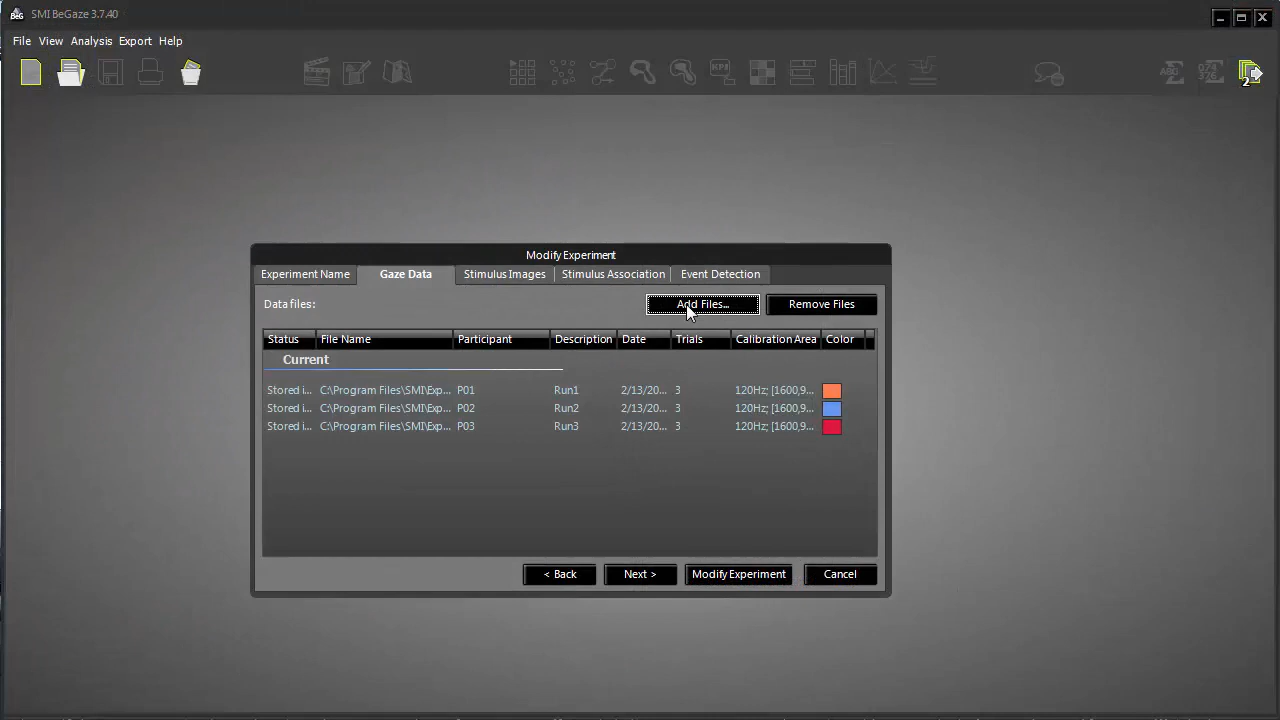 SMI BeGaze 3.7.40
File View Analysis Export Help
Modify Experiment
Experiment Name Gaze Data Stimulus Images Stimulus Association Event Detection
Data files: Add Files... Remove Files
Status File Name Participant Description Date Trials Calibration Area Color
Current
Stored i... C:\Program Files\SMI\Exp... P01 Run1 2/13/20... 3 120Hz; [1600,9...
Stored i... C:\Program Files\SMI\Exp... P02 Run2 2/13/20... 3 120Hz; [1600,9...
Stored i... C:\Program Files\SMI\Exp... P03 Run3 2/13/20... 3 120Hz; [1600,9...
< Back Next > Modify Experiment Cancel